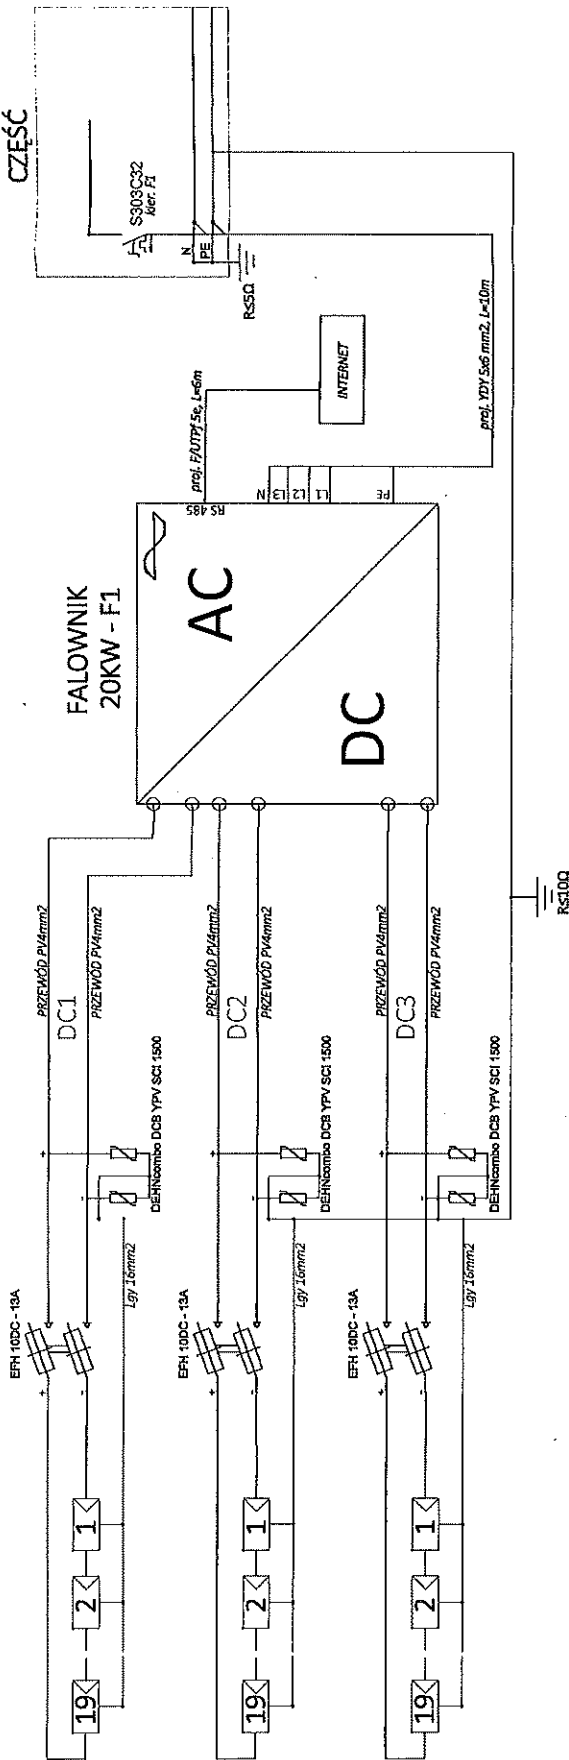 CZĘŚĆ
S303C32
kier. F1
N
PE
R≤5Ω
proj. F/UTPf 5e, L=6m
INTERNET
proj. YDY 5x6 mm2, L=10m
FALOWNIK
20KW - F1
RS 485
L3 N
L2
L1
PE
AC
DC
PRZEWÓD PV4mm2
DC1
PRZEWÓD PV4mm2
PRZEWÓD PV4mm2
DC2
PRZEWÓD PV4mm2
PRZEWÓD PV4mm2
DC3
PRZEWÓD PV4mm2
R≤10Ω
+
-
DEHNcombo DCB YPV SCI 1500
+
-
DEHNcombo DCB YPV SCI 1500
+
-
DEHNcombo DCB YPV SCI 1500
Lgy 16mm2
Lgy 16mm2
Lgy 16mm2
EFH 10DC - 13A
+
-
EFH 10DC - 13A
+
-
EFH 10DC - 13A
+
-
19 2 1
19 2 1
19 2 1